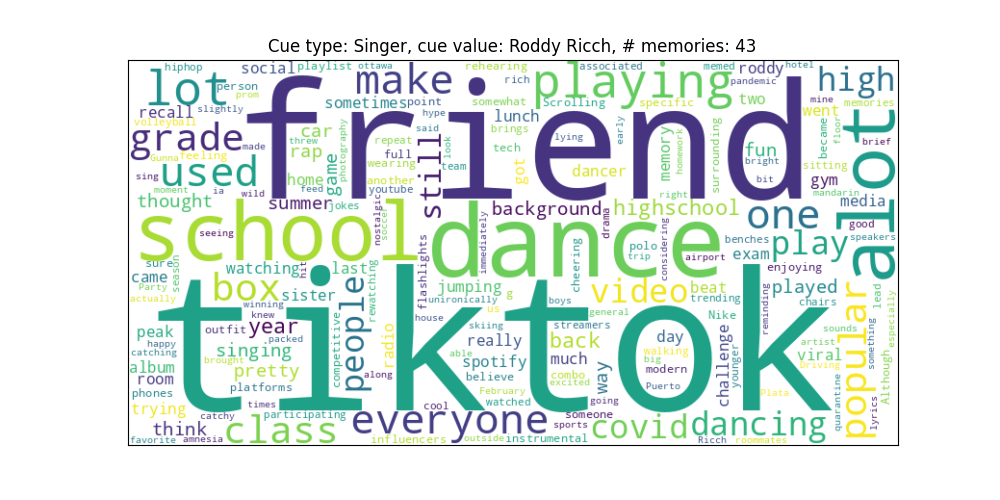 Cue type: Singer, cue value: Roddy Ricch, # memories: 43
hiphop social playlist ottawa rehearing associated memed roddy hotel
lot person make rich playing pandemic high
prom friend sometimes point somewhat Scrolling specific two mine memories
recall slightly hype lunch went
volleyball car said brings early became floor
grade threw photography repeat look tech lying memory homework surrounding fun brief
Gunna feeling made rap full team got dancer bright sitting
used home game wearing still alot
sing wild feed another youtube right bit gym mandarin
moment ia summer jokes background highschool media
thought nostalgic soccer drama one good
school dance immediately considering polo benches play speakers
seeing flashlights cheering trip airport exam
sure season hit watching last rewatching jumping video beat enjoying
came box sister unironically g boys trending reminding played lead
Party actually winning people us general Nike chairs especially
knew tiktok house popular
peak outfit year packed competitive radio skiing streamers day challenge sounds
happy catching singing really back walking younger viral artist something
album brought pretty able spotify much big modern Driving Although
room platforms along believe combo excited way Puerto Plata
phones times February watched going quarantine lyrics
trying catchy participating cool someone
think class everyone sports covid dancing
favorite amnesia influencers outside instrumental Ricch roommates